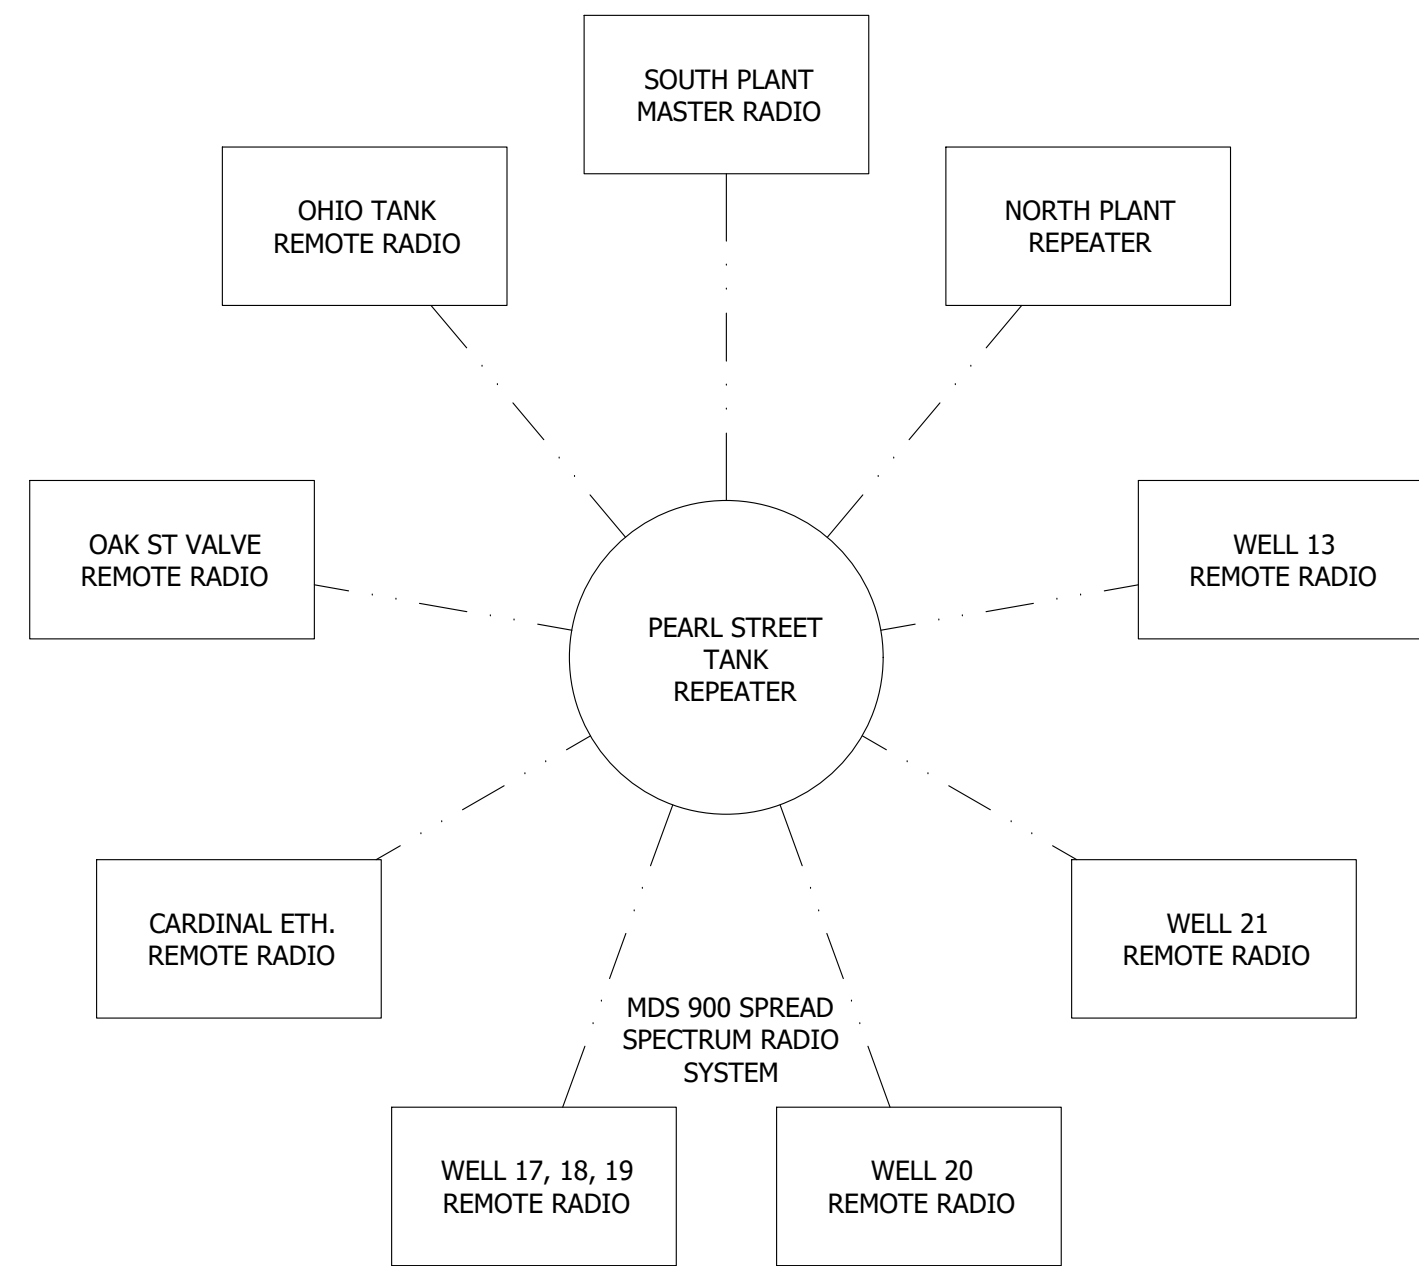 SOUTH PLANT
MASTER RADIO
OHIO TANK
REMOTE RADIO
NORTH PLANT
REPEATER
OAK ST VALVE
REMOTE RADIO
WELL 13
REMOTE RADIO
PEARL STREET
TANK
REPEATER
CARDINAL ETH.
REMOTE RADIO
WELL 21
REMOTE RADIO
MDS 900 SPREAD
SPECTRUM RADIO
SYSTEM
WELL 17, 18, 19
REMOTE RADIO
WELL 20
REMOTE RADIO